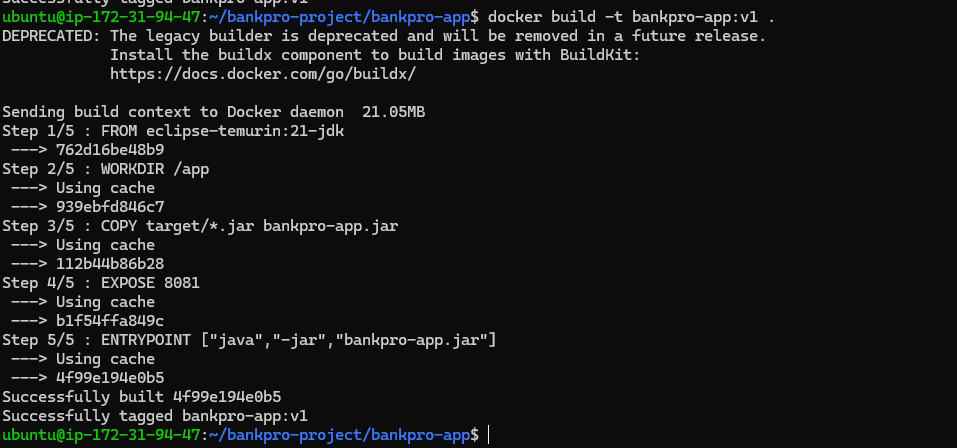 Successfully tagged bankpro-app:v1
ubuntu@ip-172-31-94-47:~/bankpro-project/bankpro-app$ docker build -t bankpro-app:v1 .
DEPRECATED: The legacy builder is deprecated and will be removed in a future release.
            Install the buildx component to build images with BuildKit:
            https://docs.docker.com/go/buildx/

Sending build context to Docker daemon  21.05MB
Step 1/5 : FROM eclipse-temurin:21-jdk
 ---> 762d16be48b9
Step 2/5 : WORKDIR /app
 ---> Using cache
 ---> 939ebfd846c7
Step 3/5 : COPY target/*.jar bankpro-app.jar
 ---> Using cache
 ---> 112b44b86b28
Step 4/5 : EXPOSE 8081
 ---> Using cache
 ---> b1f54ffa849c
Step 5/5 : ENTRYPOINT ["java","-jar","bankpro-app.jar"]
 ---> Using cache
 ---> 4f99e194e0b5
Successfully built 4f99e194e0b5
Successfully tagged bankpro-app:v1
ubuntu@ip-172-31-94-47:~/bankpro-project/bankpro-app$